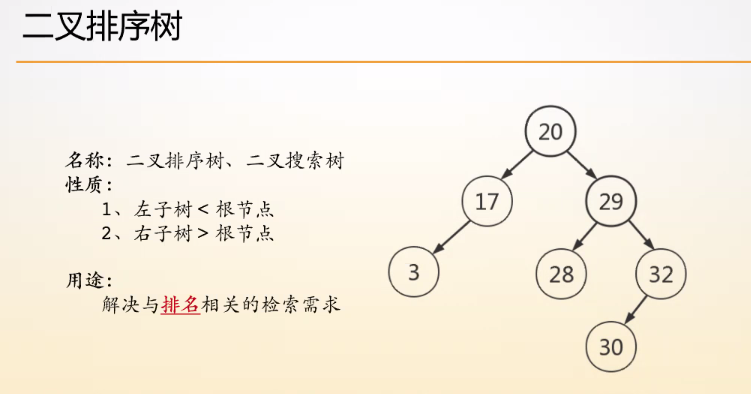 二叉排序树
名称：二叉排序树、二叉搜索树
性质：
1、左子树 < 根节点
2、右子树 > 根节点
用途：
解决与排名相关的检索需求
20
17
29
3
28
32
30